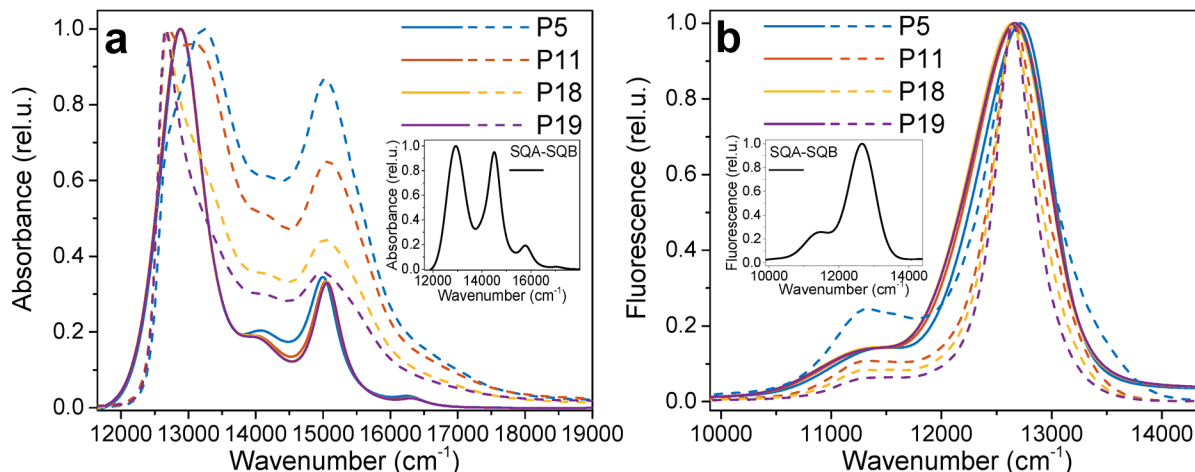 a
P5
P11
P18
P19
1.0
0.8
0.6
0.4
0.2
0.0
Absorbance (rel.u.)
12000 13000 14000 15000 16000 17000 18000 19000
Wavenumber (cm-1)
SQA-SQB
1.0
0.8
0.6
0.4
0.2
0.0
Absorbance (rel.u.)
12000 14000 16000
Wavenumber (cm-1)
b
P5
P11
P18
P19
1.0
0.8
0.6
0.4
0.2
0.0
Fluorescence (rel.u.)
10000 11000 12000 13000 14000
Wavenumber (cm-1)
SQA-SQB
1.0
0.8
0.6
0.4
0.2
0.0
Fluorescence (rel.u.)
10000 12000 14000
Wavenumber (cm-1)